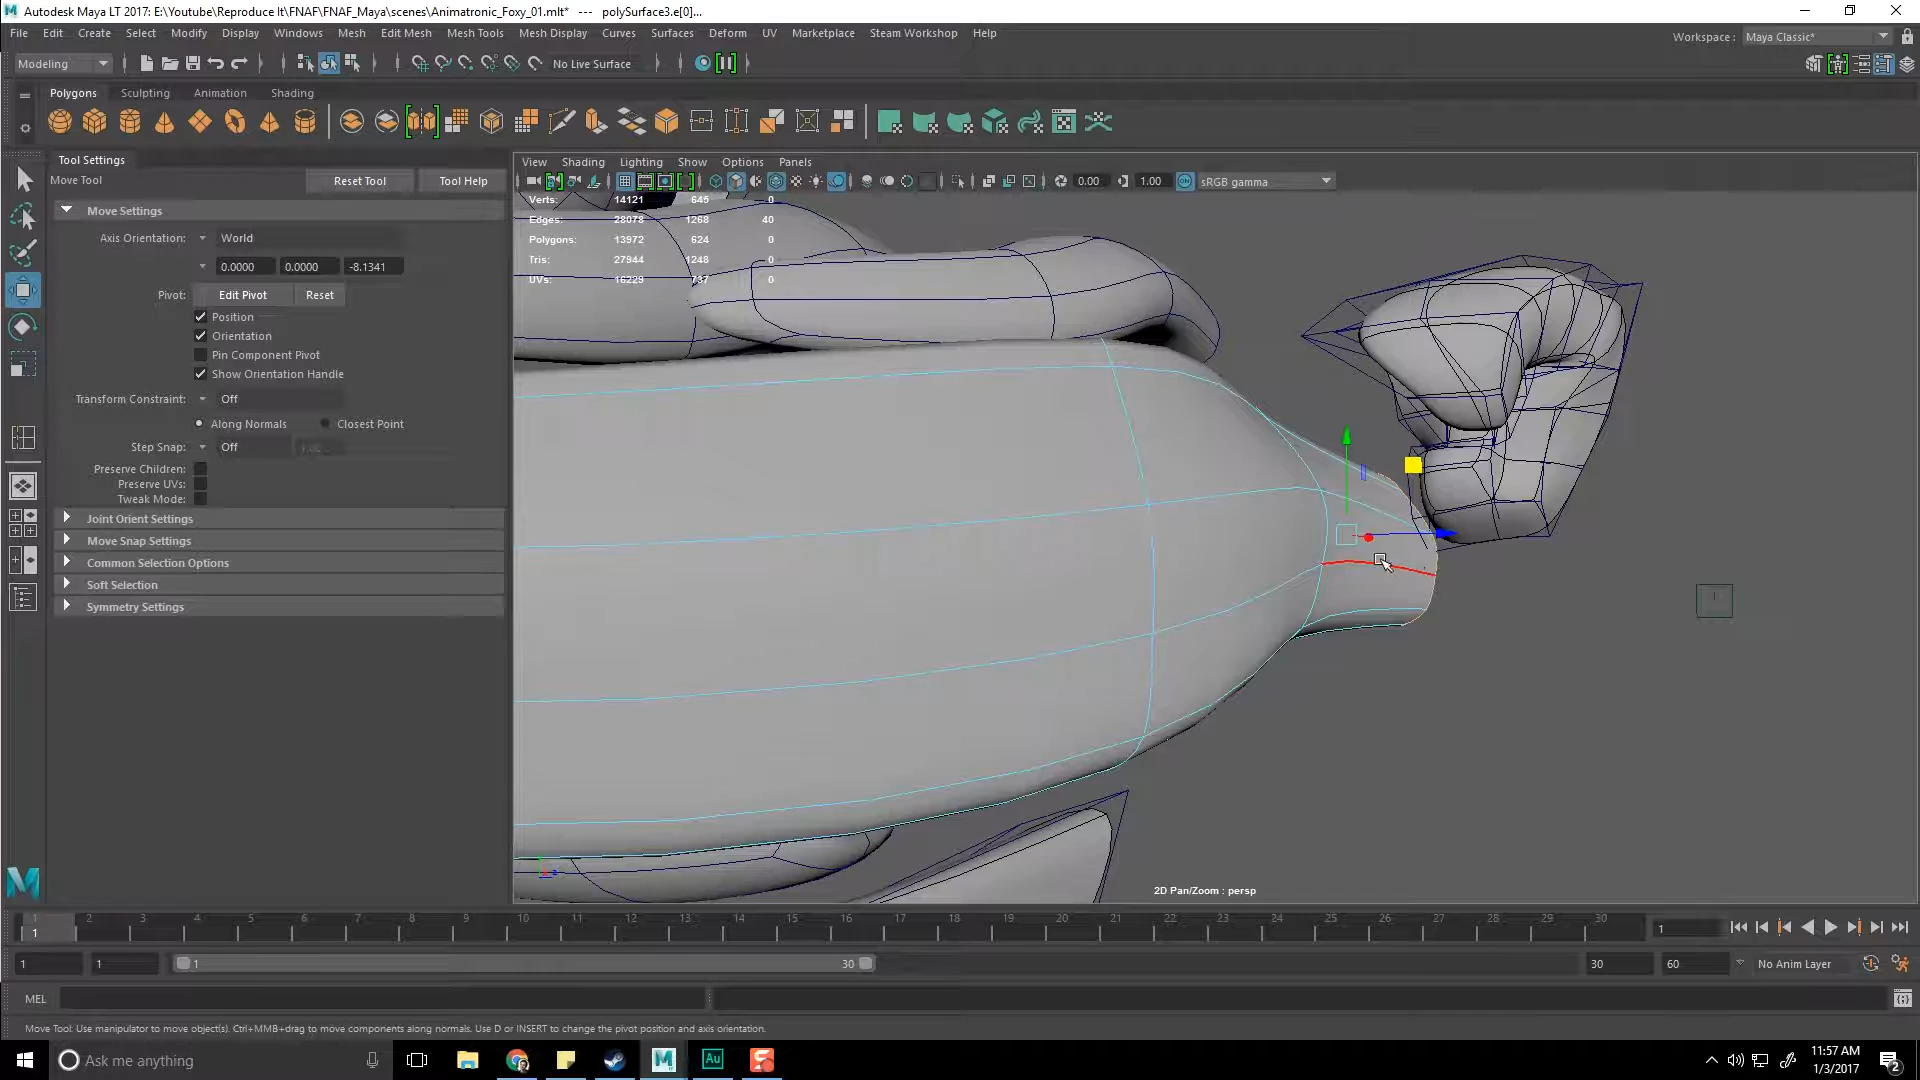 Autodesk Maya LT 2017: E:\Youtube\Reproduce It\FNAF\FNAF_Maya\scenes\Animatronic_Foxy_01.mlt* --- polySurface3.e[0]...
File Edit Create Select Modify Display Windows Mesh Edit Mesh Mesh Tools Mesh Display Curves Surfaces Deform UV Marketplace Steam Workshop Help
Workspace : Maya Classic*
Modeling No Live Surface
Polygons Sculpting Animation Shading
Tool Settings
Move Tool Reset Tool Tool Help
Move Settings
Axis Orientation: World
0.0000 0.0000 -8.1341
Pivot: Edit Pivot Reset
Position
Orientation
Pin Component Pivot
Show Orientation Handle
Transform Constraint: Off
Along Normals Closest Point
Step Snap: Off
Preserve Children:
Preserve UVs:
Tweak Mode:
Joint Orient Settings
Move Snap Settings
Common Selection Options
Soft Selection
Symmetry Settings
View Shading Lighting Show Options Panels
0.00 1.00 ON sRGB gamma
Verts: 14121 645 0
Edges: 28078 1268 40
Polygons: 13972 624 0
Tris: 27944 1248 0
UVs: 16229 737 0
2D Pan/Zoom : persp
1 2 3 4 5 6 7 8 9 10 11 12 13 14 15 16 17 18 19 20 21 22 23 24 25 26 27 28 29 30
1 1
1 1 1 30 30 60 No Anim Layer
MEL
Move Tool: Use manipulator to move object(s). Ctrl+MMB+drag to move components along normals. Use D or INSERT to change the pivot position and axis orientation.
Ask me anything
Au
11:57 AM
1/3/2017
2